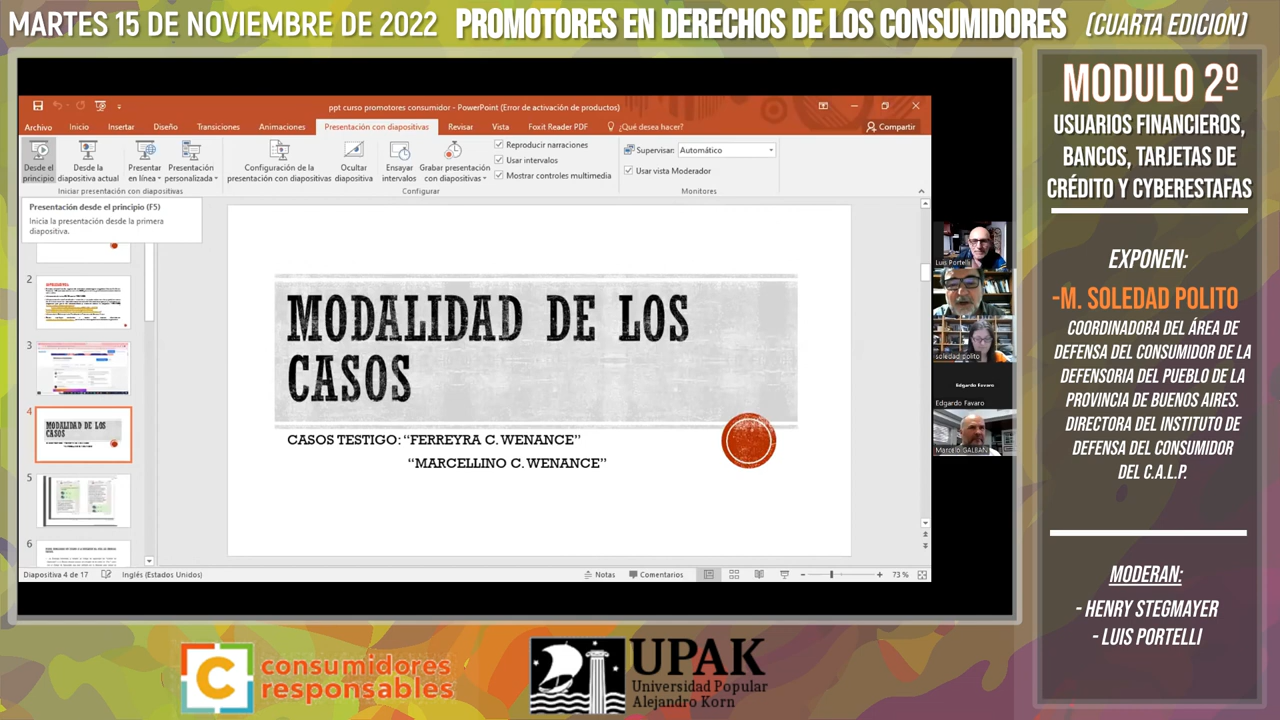 MARTES 15 DE NOVIEMBRE DE 2022 PROMOTORES EN DERECHOS DE LOS CONSUMIDORES (CUARTA EDICION)
ppt curso promotores consumidor - PowerPoint (Error de activación de productos)
Archivo Inicio Insertar Diseño Transiciones Animaciones Presentación con diapositivas Revisar Vista Foxit Reader PDF ¿Qué desea hacer? Compartir
Desde el principio
Desde la diapositiva actual
Presentar en línea
Presentación personalizada
Iniciar presentación con diapositivas
Configuración de la presentación con diapositivas
Ocultar diapositiva
Ensayar intervalos
Grabar presentación con diapositivas
Reproducir narraciones
Usar intervalos
Mostrar controles multimedia
Configurar
Supervisar: Automático
Usar vista Moderador
Monitores
Presentación desde el principio (F5)
Inicia la presentación desde la primera
diapositiva.
2
3
4
MODALIDAD DE LOS
CASOS
5
6
MODALIDAD DE LOS
CASOS
CASOS TESTIGO: “FERREYRA C. WENANCE”
“MARCELLINO C. WENANCE”
Diapositiva 4 de 17 Inglés (Estados Unidos) Notas Comentarios 73 %
Luis Portelli
soledad polito
Edgardo Favaro
Edgardo Favaro
Marcelo GALBAN
MODULO 2º
USUARIOS FINANCIEROS,
BANCOS, TARJETAS DE
CRÉDITO Y CYBERESTAFAS
EXPONEN:
-M. SOLEDAD POLITO
COORDINADORA DEL ÁREA DE
DEFENSA DEL CONSUMIDOR DE LA
DEFENSORIA DEL PUEBLO DE LA
PROVINCIA DE BUENOS AIRES.
DIRECTORA DEL INSTITUTO DE
DEFENSA DEL CONSUMIDOR
DEL C.A.L.P.
MODERAN:
- HENRY STEGMAYER
- LUIS PORTELLI
C
consumidores
responsables
UPAK
Universidad Popular
Alejandro Korn